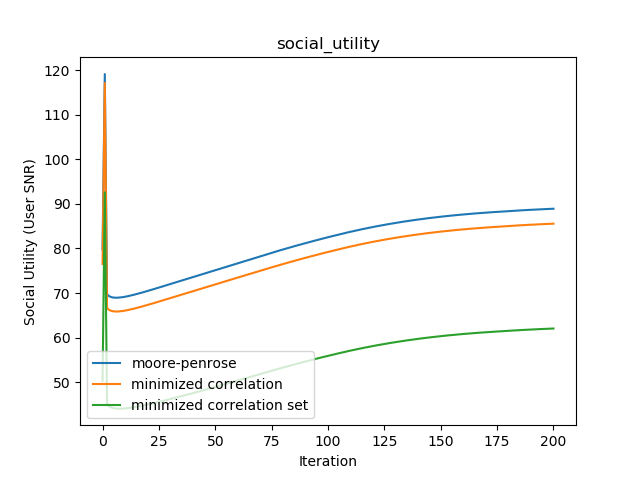 social_utility
120
110
100
90
80
70
60
50
Social Utility (User SNR)
moore-penrose
minimized correlation
minimized correlation set
0 25 50 75 100 125 150 175 200
Iteration